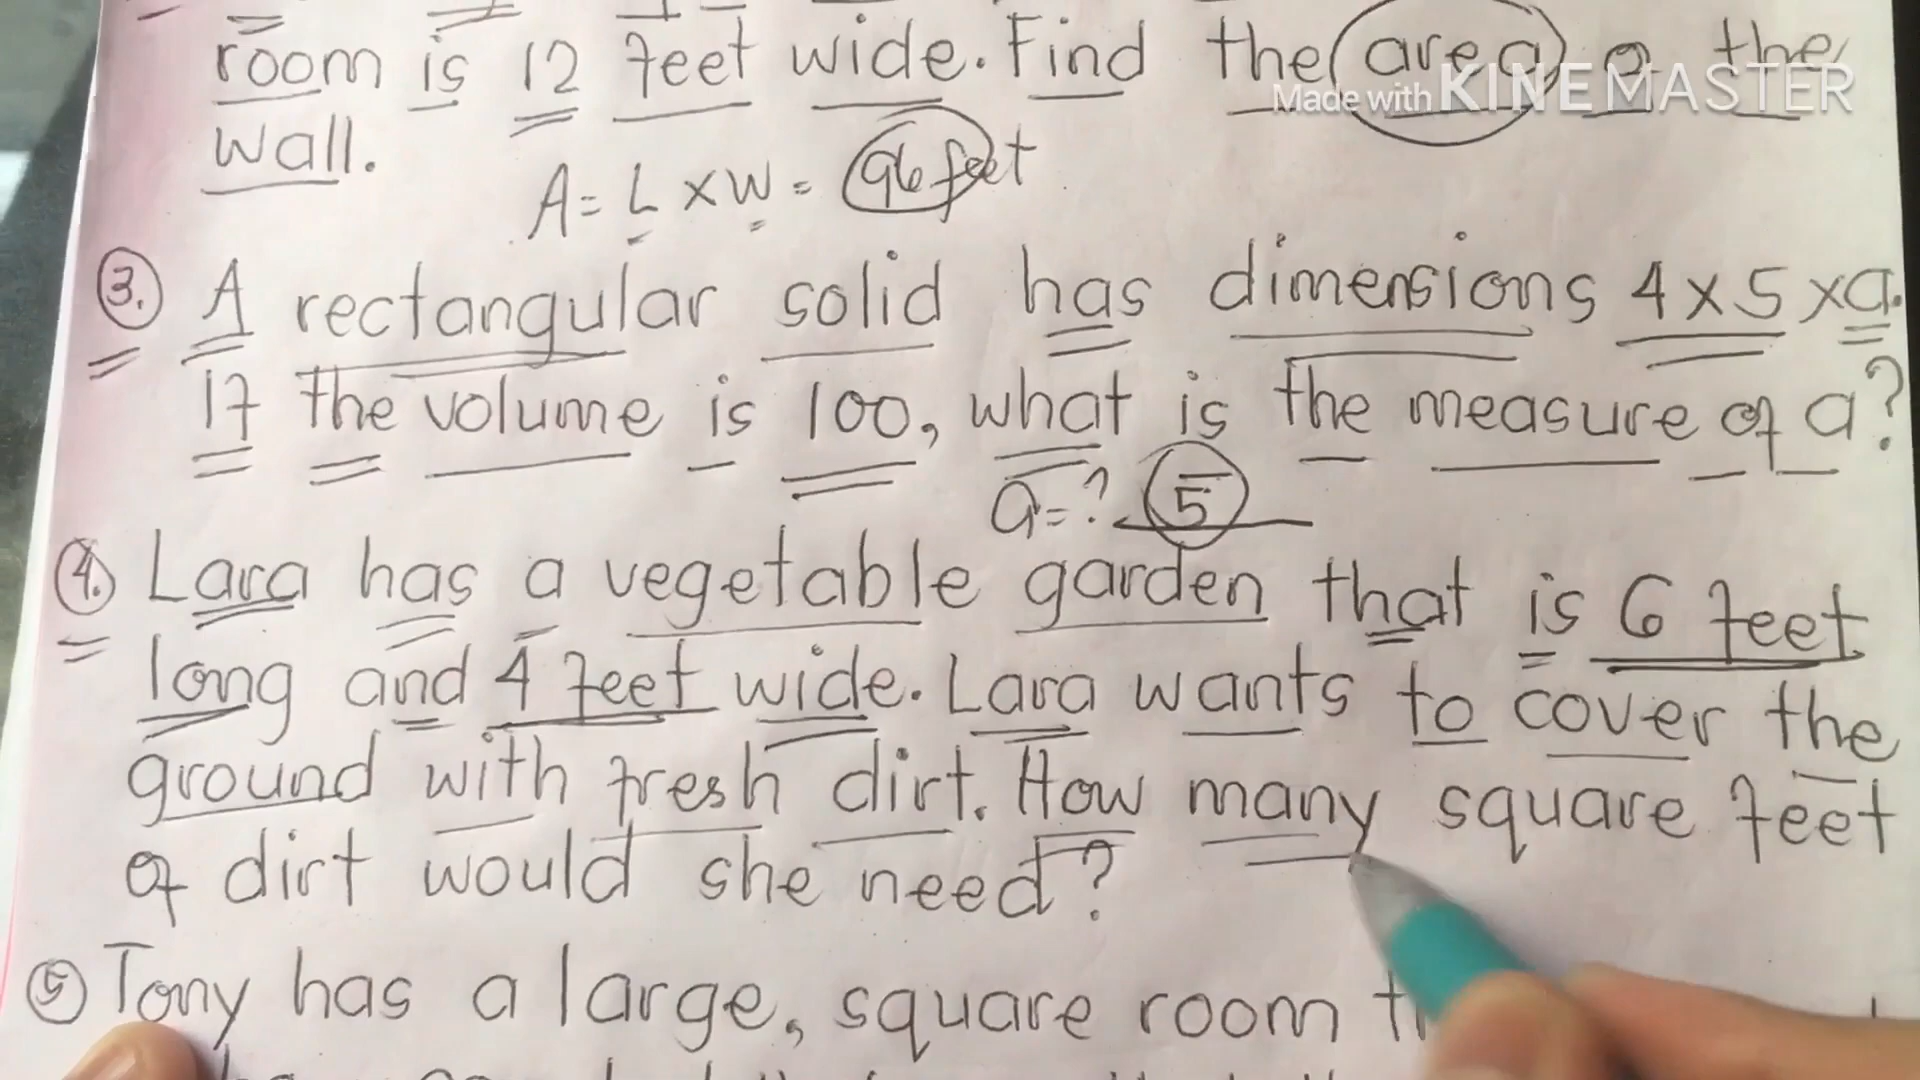 room is 12 feet wide. Find the area o the
Made with KINEMASTER
wall.
A = L x W = 96 feet
3. A rectangular solid has dimensions 4 x 5 x a.
If the volume is 100, what is the measure of a?
a = ? 5
4. Lara has a vegetable garden that is 6 feet
long and 4 feet wide. Lara wants to cover the
ground with fresh dirt. How many square feet
of dirt would she need?
5 Tony has a large, square room